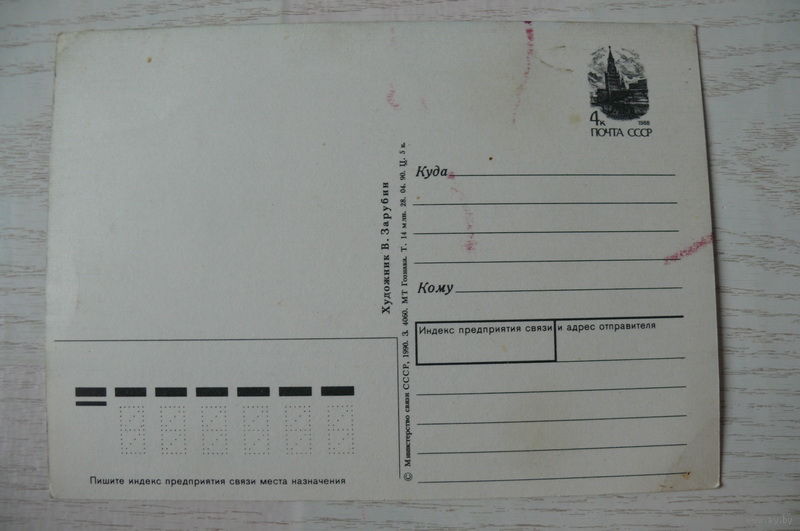 4к
1988
ПОЧТА СССР
Куда
Кому
Индекс предприятия связи и адрес отправителя
Художник В. Зарубин
© Министерство связи СССР, 1990. З. 4060. МТ Гознака. Т. 14 млн. 28. 04. 90. Ц. 5 к.
Пишите индекс предприятия связи места назначения